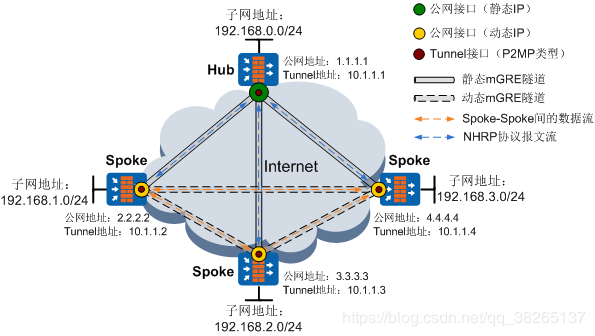 子网地址：
192.168.0.0/24
Hub
公网地址：1.1.1.1
Tunnel地址：10.1.1.1
公网接口（静态IP）
公网接口（动态IP）
Tunnel接口（P2MP类型）
静态mGRE隧道
动态mGRE隧道
Spoke-Spoke间的数据流
NHRP协议报文流
Internet
Spoke
子网地址：
192.168.1.0/24
公网地址：2.2.2.2
Tunnel地址：10.1.1.2
Spoke
子网地址：
192.168.3.0/24
公网地址：4.4.4.4
Tunnel地址：10.1.1.4
Spoke
公网地址：3.3.3.3
Tunnel地址：10.1.1.3
子网地址：
192.168.2.0/24
https://blog.csdn.net/qq_38265137